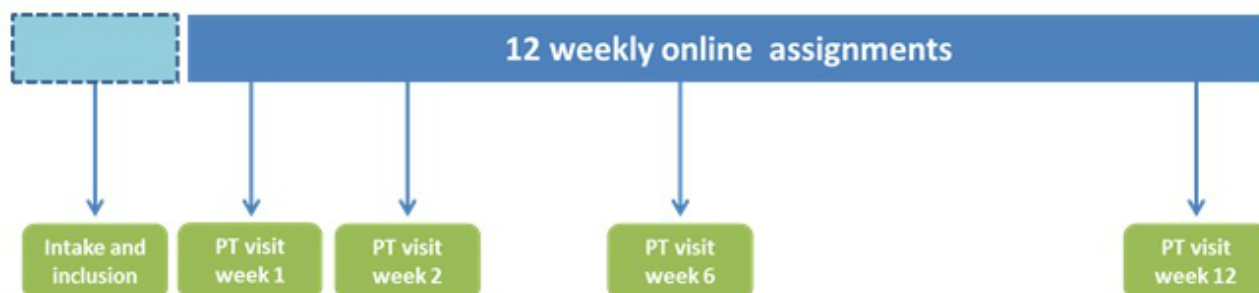 12 weekly online assignments
Intake and
inclusion
PT visit
week 1
PT visit
week 2
PT visit
week 6
PT visit
week 12